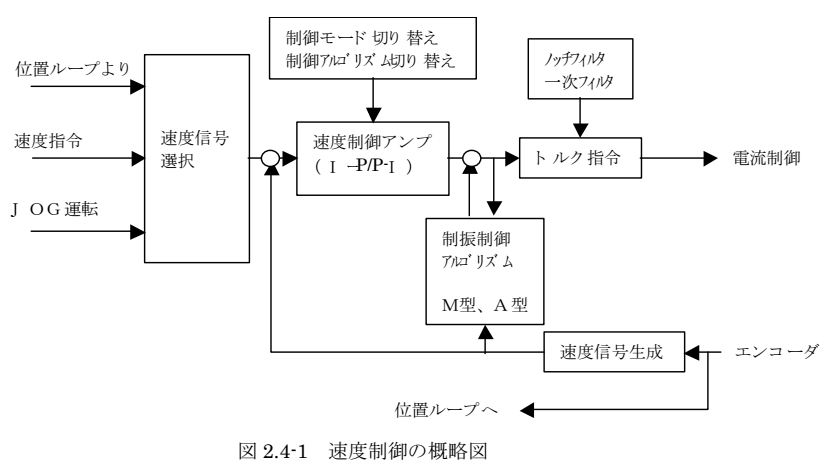 制御モード切り替え
制御アルゴリズム切り替え
ノッチフィルタ
一次フィルタ
位置ループより
速度指令
JOG運転
速度信号
選択
速度制御アンプ
(I-P/P-I)
トルク指令
電流制御
制振制御
アルゴリズム
M型、A型
速度信号生成
エンコーダ
位置ループへ
図 2.4-1 速度制御の概略図